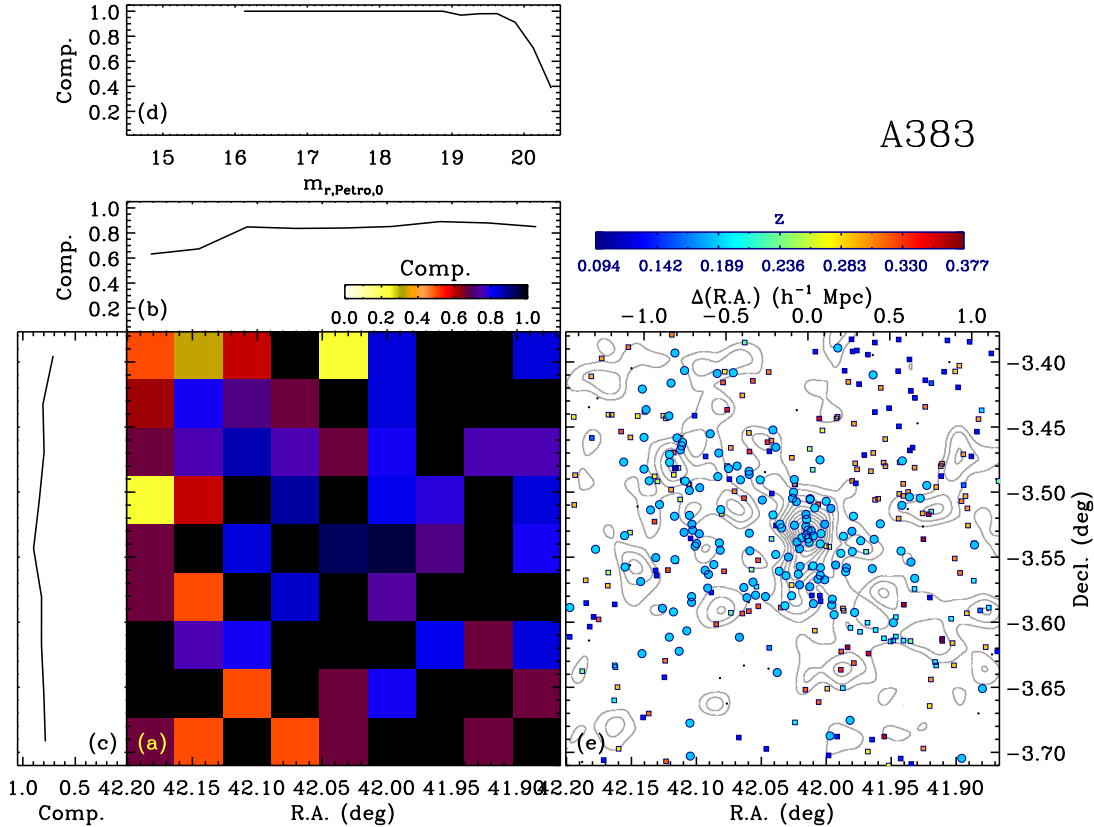 1.0
0.8
0.6
0.4
0.2
Comp.
(d)
15 16 17 18 19 20
m r,Petro,0
A383
1.0
0.8
0.6
0.4
0.2
Comp.
(b)
Comp.
0.0 0.2 0.4 0.6 0.8 1.0
z
0.094 0.142 0.189 0.236 0.283 0.330 0.377
Δ(R.A.) (h⁻¹ Mpc)
−1.0 −0.5 0.0 0.5 1.0
(c)
1.0 0.5
Comp.
(a)
42.20 42.15 42.10 42.05 42.00 41.95 41.90
R.A. (deg)
(e)
42.20 42.15 42.10 42.05 42.00 41.95 41.90
R.A. (deg)
−3.40
−3.45
−3.50
−3.55
−3.60
−3.65
−3.70
Decl. (deg)